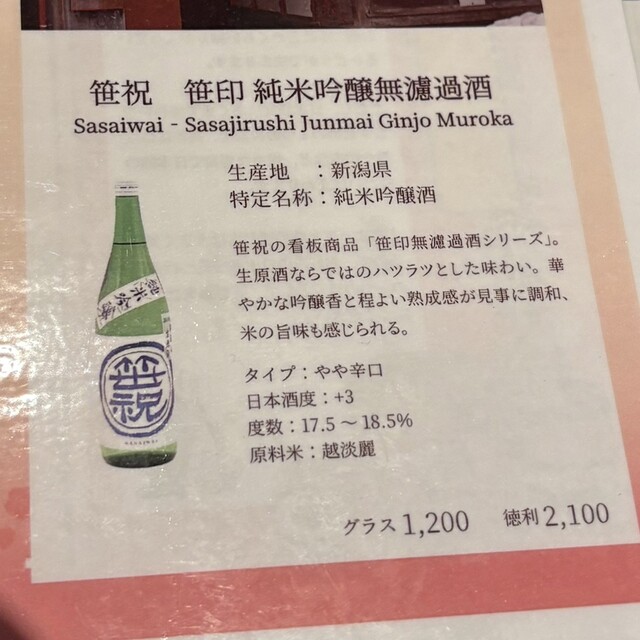 笹祝　笹印 純米吟醸無濾過酒
Sasaiwai - Sasajirushi Junmai Ginjo Muroka
生産地　：新潟県
特定名称：純米吟醸酒
笹祝の看板商品「笹印無濾過酒シリーズ」。
生原酒ならではのハツラツとした味わい。華
やかな吟醸香と程よい熟成感が見事に調和、
米の旨味も感じられる。
純米吟醸
笹祝
タイプ：やや辛口
日本酒度：+3
度数：17.5 ～ 18.5%
原料米：越淡麗
グラス 1,200　徳利 2,100